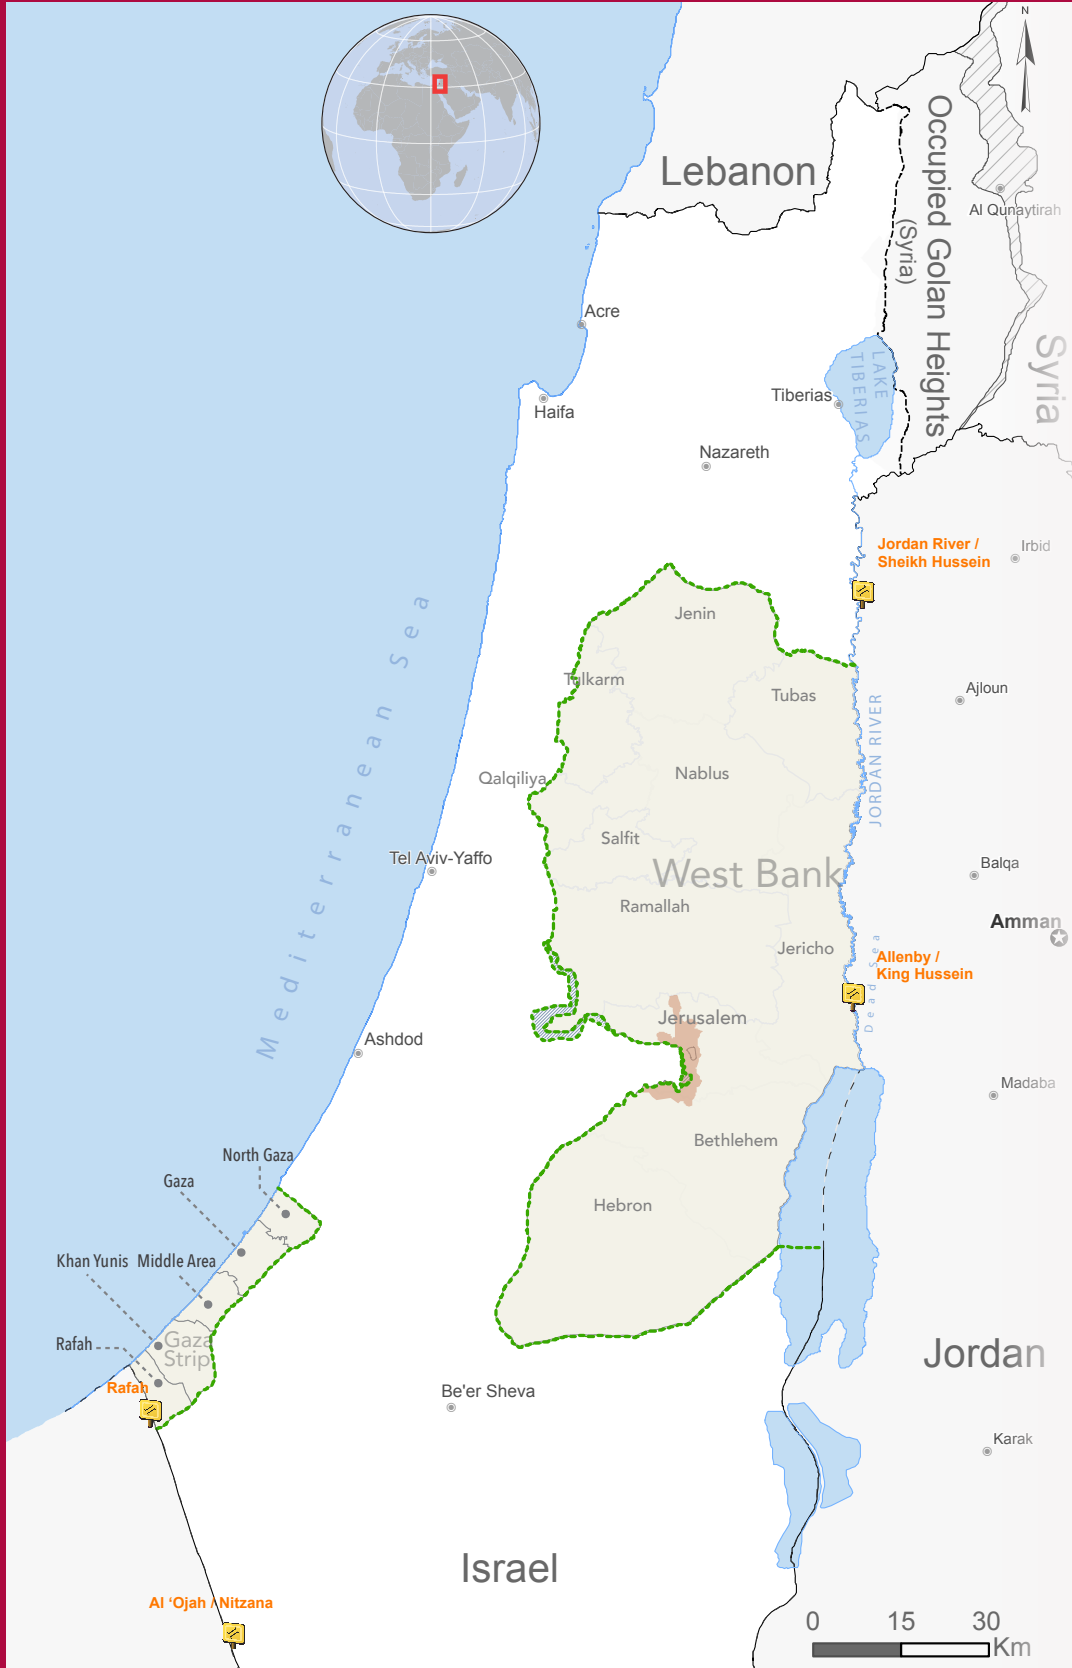 N
Lebanon
Occupied Golan Heights
(Syria)
Al Qunaytirah
Syria
Acre
LAKE
TIBERIAS
Tiberias
Haifa
Nazareth
Jordan River /
Sheikh Hussein
Irbid
Mediterranean Sea
Jenin
Tulkarm
Tubas
Ajloun
JORDAN RIVER
Qalqiliya
Nablus
Salfit
Tel Aviv-Yaffo
West Bank
Balqa
Ramallah
Amman
Jericho
Dead Sea
Allenby /
King Hussein
Jerusalem
Ashdod
Madaba
Bethlehem
North Gaza
Gaza
Hebron
Khan Yunis
Middle Area
Rafah
Gaza
Strip
Jordan
Rafah
Be'er Sheva
Karak
Israel
Al ‘Ojah / Nitzana
0 15 30
Km